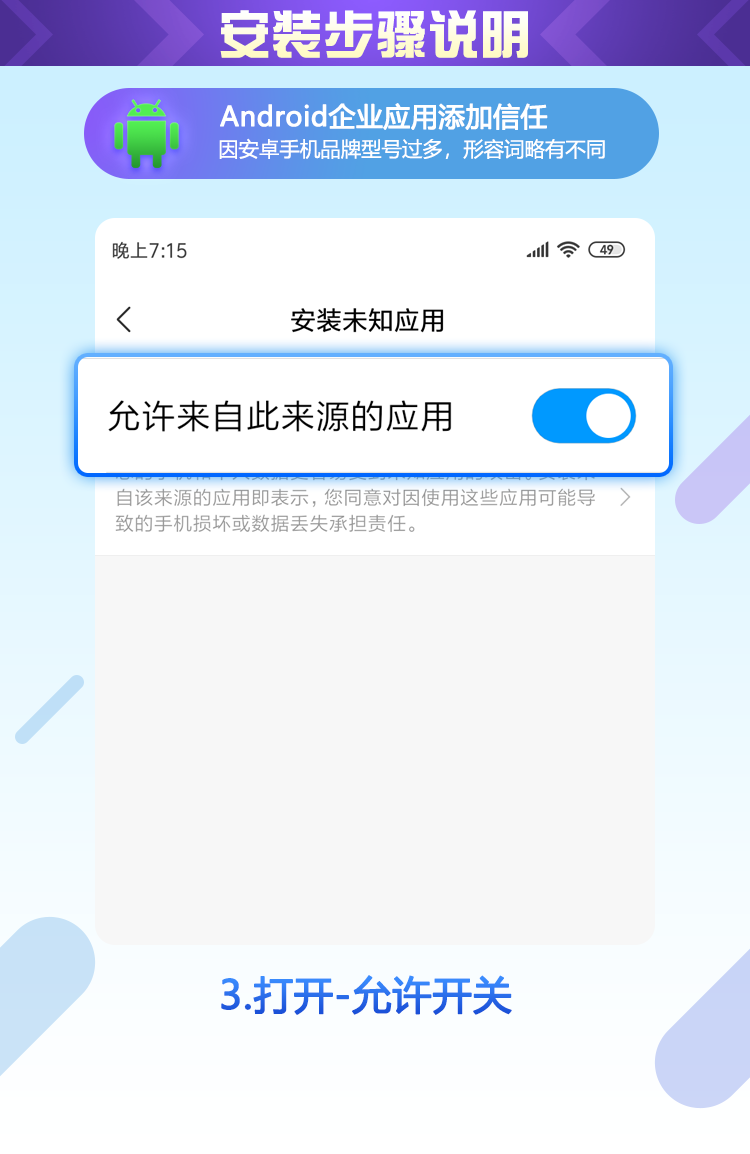 安装步骤说明
Android企业应用添加信任
因安卓手机品牌型号过多，形容词略有不同
晚上7:15
49
安装未知应用
允许来自此来源的应用
自该来源的应用即表示，您同意对因使用这些应用可能导
致的手机损坏或数据丢失承担责任。
3.打开-允许开关